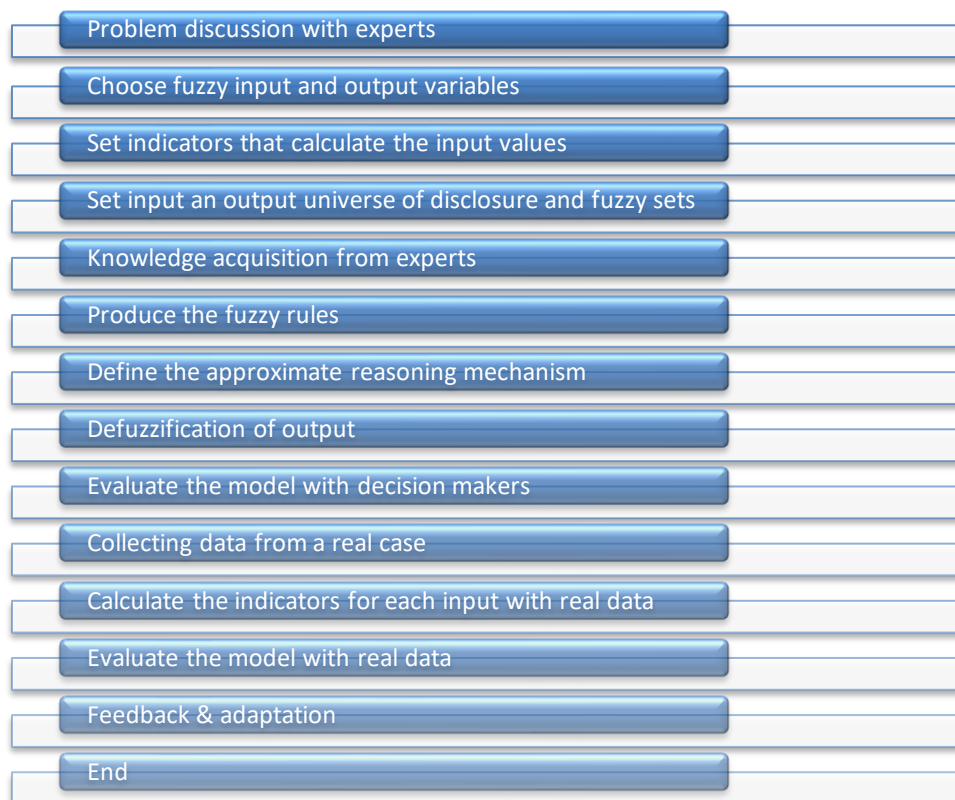 Problem discussion with experts
Choose fuzzy input and output variables
Set indicators that calculate the input values
Set input an output universe of disclosure and fuzzy sets
Knowledge acquisition from experts
Produce the fuzzy rules
Define the approximate reasoning mechanism
Defuzzification of output
Evaluate the model with decision makers
Collecting data from a real case
Calculate the indicators for each input with real data
Evaluate the model with real data
Feedback & adaptation
End